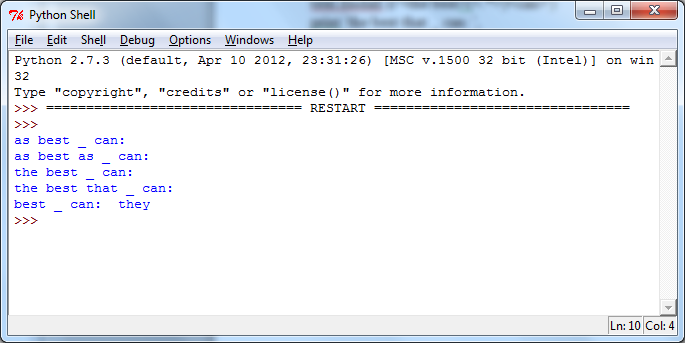 Python Shell
File Edit Shell Debug Options Windows Help
Python 2.7.3 (default, Apr 10 2012, 23:31:26) [MSC v.1500 32 bit (Intel)] on win
32
Type "copyright", "credits" or "license()" for more information.
>>> ================================ RESTART ================================
>>>
as best _ can:
as best as _ can:
the best _ can:
the best that _ can:
best _ can:  they
>>>
Ln: 10 Col: 4